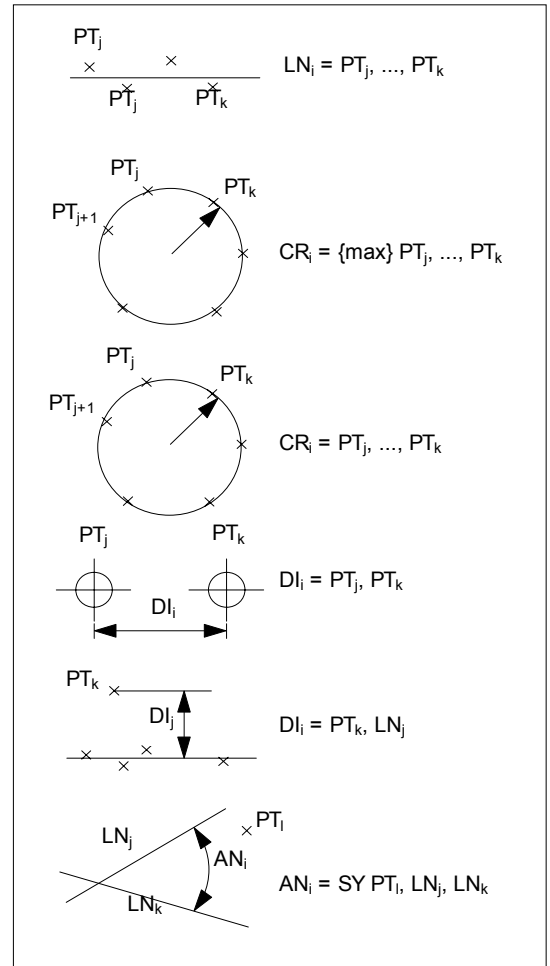 PTj
LNi = PTj, ..., PTk
PTj PTk
PTj
PTk
PTj+1
CRi = {max} PTj, ..., PTk
PTj
PTk
PTj+1
CRi = PTj, ..., PTk
PTj PTk
DIi = PTj, PTk
DIi
PTk
DIj
DIi = PTk, LNj
PTl
LNj
ANi
ANi = SY PTl, LNj, LNk
LNk